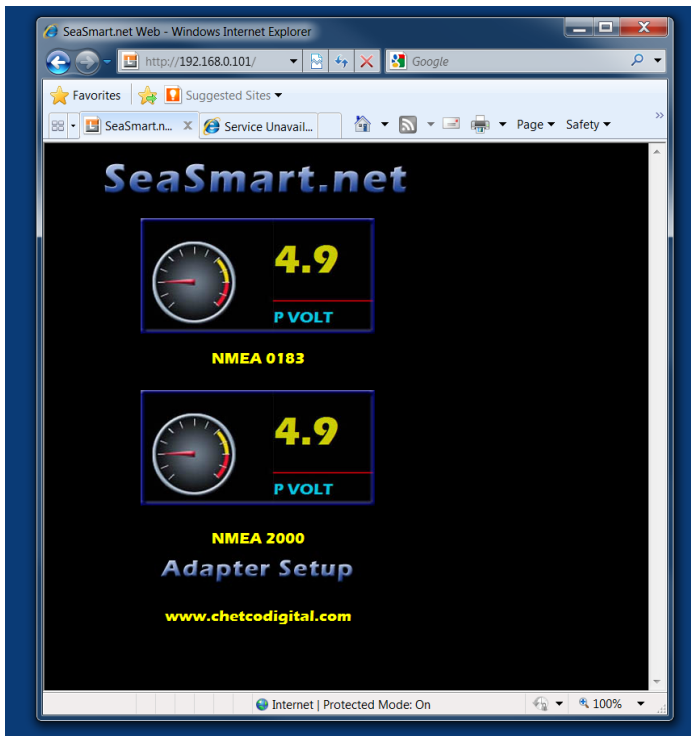 SeaSmart.net Web - Windows Internet Explorer
http://192.168.0.101/
Google
Favorites
Suggested Sites
SeaSmart.n...
Service Unavail...
Page
Safety
SeaSmart.net
4.9
P VOLT
NMEA 0183
4.9
P VOLT
NMEA 2000
Adapter Setup
www.chetcodigital.com
Internet | Protected Mode: On
100%